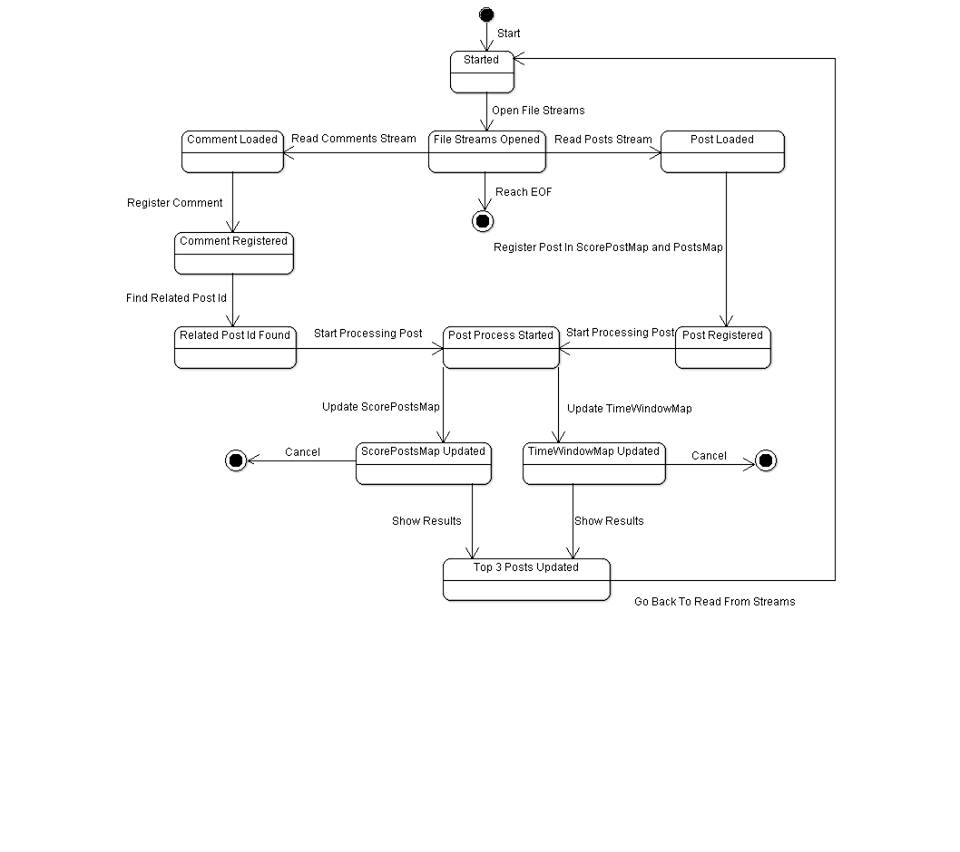 Start
Started
Open File Streams
Comment Loaded
Read Comments Stream
File Streams Opened
Read Posts Stream
Post Loaded
Reach EOF
Register Comment
Comment Registered
Register Post In ScorePostMap and PostsMap
Find Related Post Id
Related Post Id Found
Start Processing Post
Post Process Started
Start Processing Post
Post Registered
Update ScorePostsMap
Update TimeWindowMap
Cancel
ScorePostsMap Updated
TimeWindowMap Updated
Cancel
Show Results
Show Results
Top 3 Posts Updated
Go Back To Read From Streams